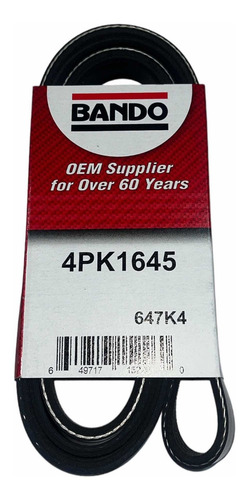 BANDO
OEM Supplier
for Over 60 Years
4PK1645
647K4
6 49717